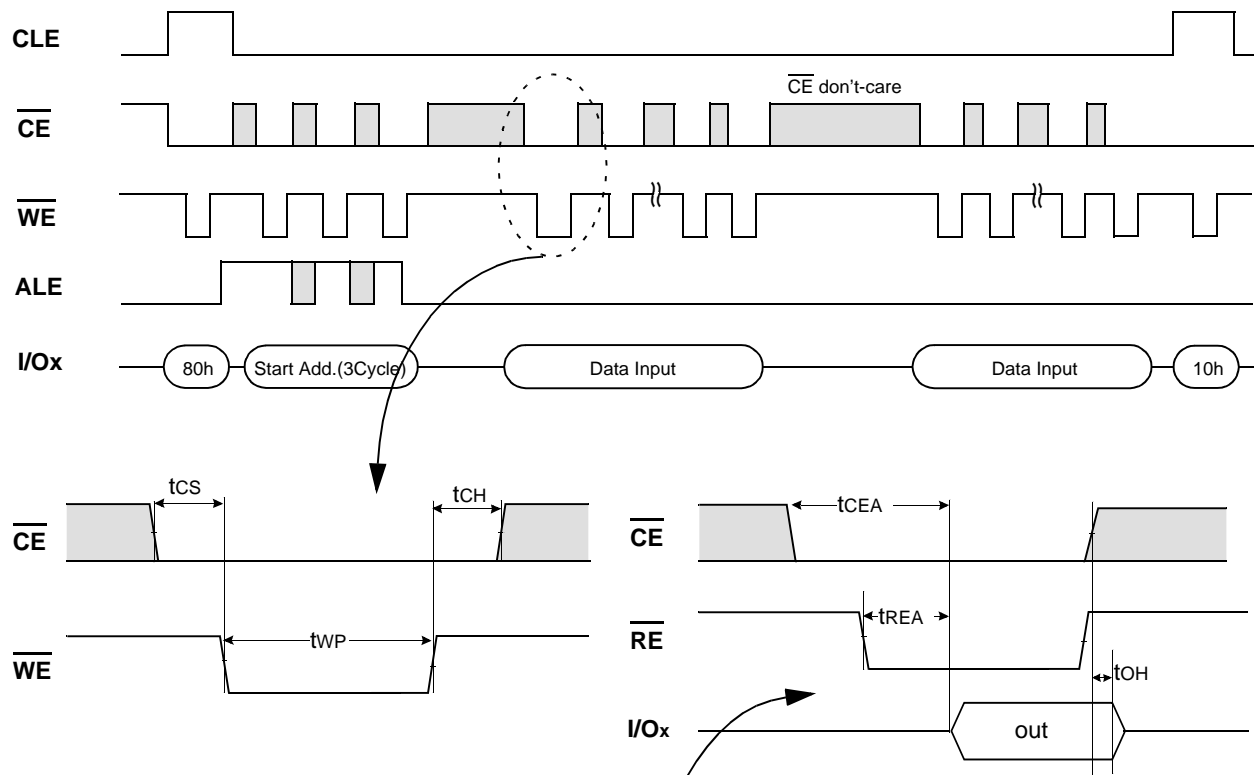 CLE
CE don't-care
CE
WE
ALE
I/Ox 80h Start Add.(3Cycle) Data Input Data Input 10h
tCS tCH tCEA
CE CE
tREA
tWP RE
WE
tOH
I/Ox out